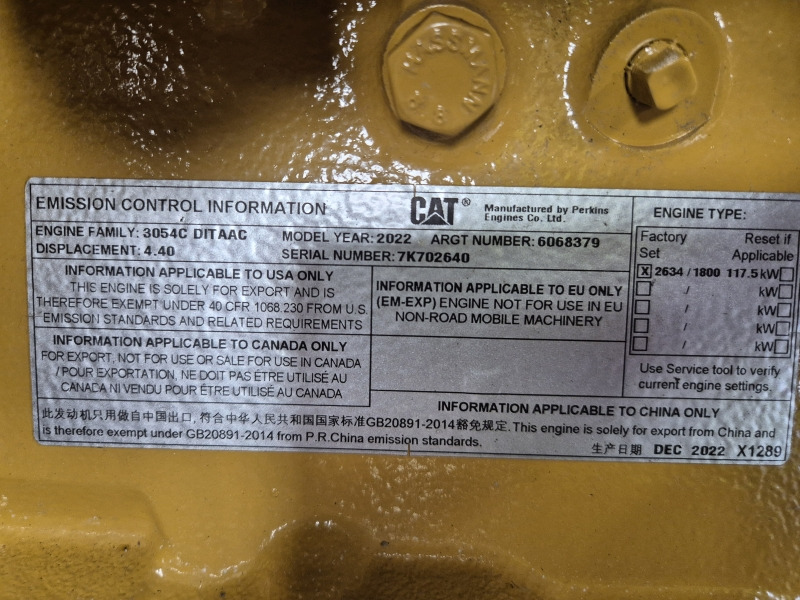 MASSMANN
8 8
EMISSION CONTROL INFORMATION
CAT®
Manufactured by Perkins
Engines Co. Ltd.
ENGINE TYPE:
ENGINE FAMILY: 3054C DITAAC
MODEL YEAR: 2022
ARGT NUMBER: 6068379
DISPLACEMENT: 4.40
SERIAL NUMBER: 7K702640
Factory
Set
Reset if
Applicable
X 2634 / 1800 117.5 kW
/ kW
/ kW
/ kW
/ kW
Use Service tool to verify
current engine settings.
INFORMATION APPLICABLE TO USA ONLY
THIS ENGINE IS SOLELY FOR EXPORT AND IS
THEREFORE EXEMPT UNDER 40 CFR 1068.230 FROM U.S.
EMISSION STANDARDS AND RELATED REQUIREMENTS
INFORMATION APPLICABLE TO EU ONLY
(EM-EXP) ENGINE NOT FOR USE IN EU
NON-ROAD MOBILE MACHINERY
INFORMATION APPLICABLE TO CANADA ONLY
FOR EXPORT, NOT FOR USE OR SALE FOR USE IN CANADA
/ POUR EXPORTATION, NE DOIT PAS ÊTRE UTILISÉ AU
CANADA NI VENDU POUR ÊTRE UTILISÉ AU CANADA
INFORMATION APPLICABLE TO CHINA ONLY
此发动机只用做自中国出口, 符合中华人民共和国国家标准GB20891-2014豁免规定. This engine is solely for export from China and
is therefore exempt under GB20891-2014 from P.R.China emission standards.
生产日期 DEC 2022 X1289